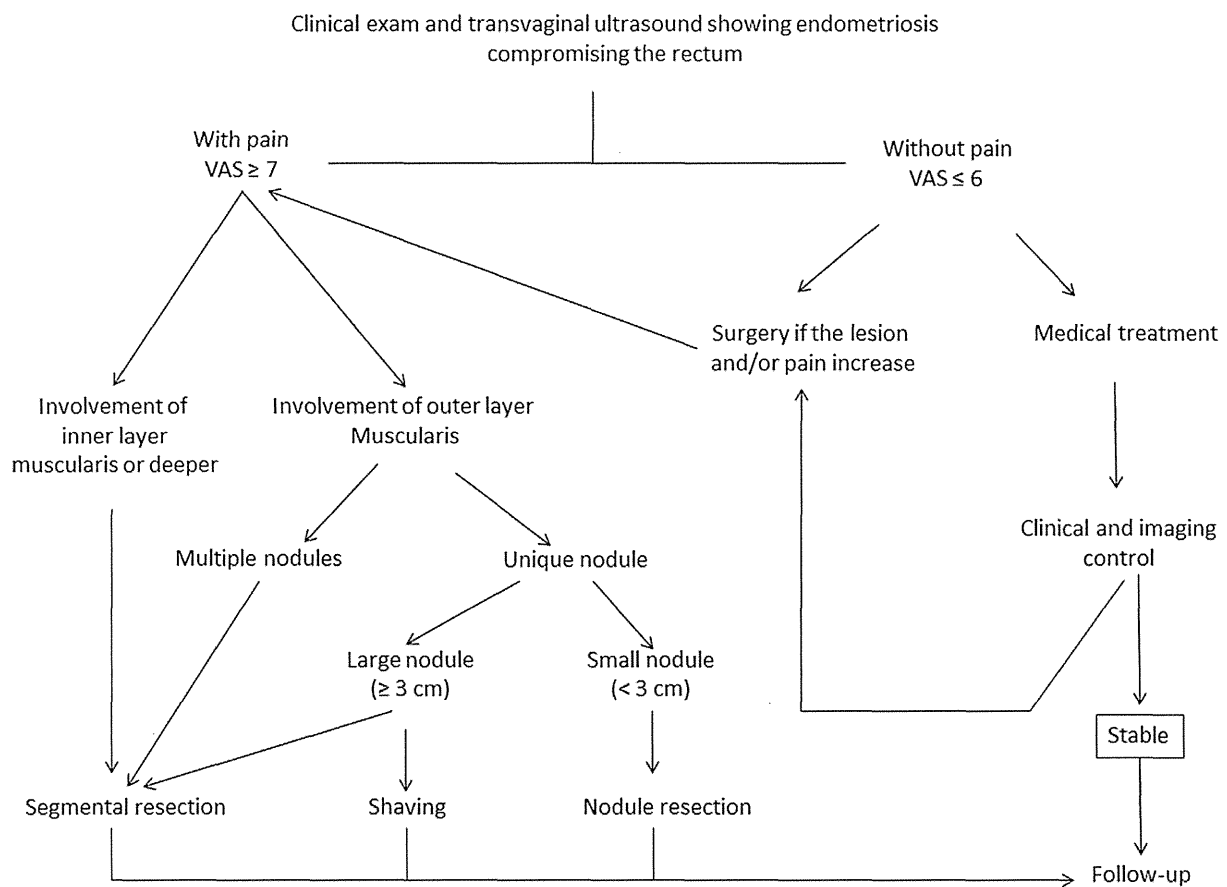 Clinical exam and transvaginal ultrasound showing endometriosis
compromising the rectum
With pain
VAS ≥ 7
Without pain
VAS ≤ 6
Surgery if the lesion
and/or pain increase
Medical treatment
Involvement of
inner layer
muscularis or deeper
Involvement of outer layer
Muscularis
Clinical and imaging
control
Multiple nodules
Unique nodule
Large nodule
(≥ 3 cm)
Small nodule
(< 3 cm)
Stable
Segmental resection
Shaving
Nodule resection
Follow-up